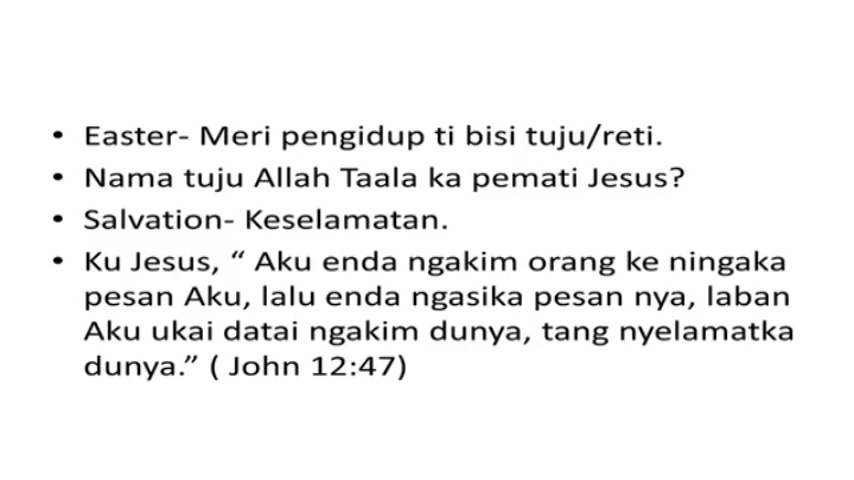 • Easter- Meri pengidup ti bisi tuju/reti.
• Nama tuju Allah Taala ka pemati Jesus?
• Salvation- Keselamatan.
• Ku Jesus, “ Aku enda ngakim orang ke ningaka
pesan Aku, lalu enda ngasika pesan nya, laban
Aku ukai datai ngakim dunya, tang nyelamatka
dunya.” ( John 12:47)